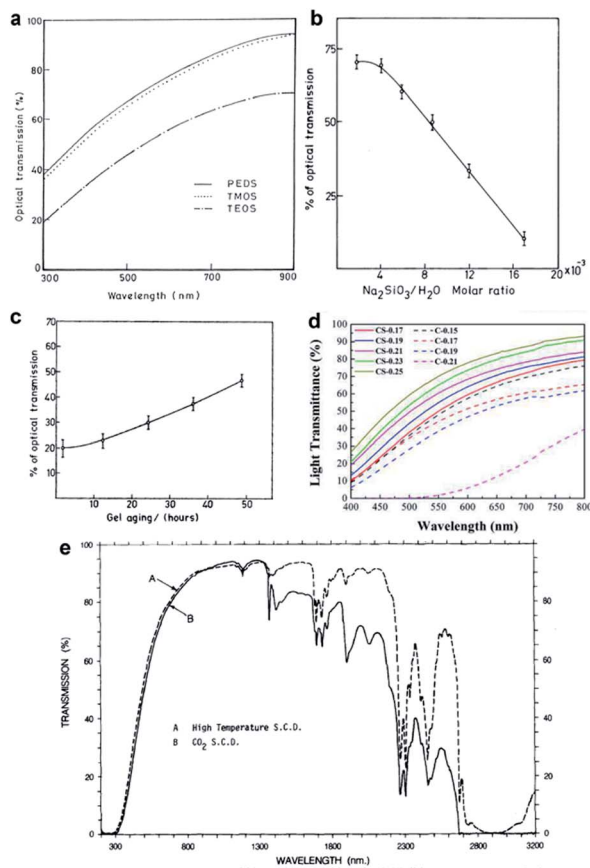 a
Optical transmission (%)
100
80
60
40
20
0
PEDS
TMOS
TEOS
300
500
700
900
Wavelength (nm)
b
% of optical transmission
75
50
25
4
8
12
16
20
×10⁻³
Na₂SiO₃/H₂O Molar ratio
c
% of optical transmission
70
60
50
40
30
20
10
0
0
10
20
30
40
50
60
Gel aging/(hours)
d
Light Transmittance (%)
100
90
80
70
60
50
40
30
20
10
0
CS-0.17
CS-0.19
CS-0.21
CS-0.23
CS-0.25
C-0.15
C-0.17
C-0.19
C-0.21
400 450 500 550 600 650 700 750 800
Wavelength (nm)
e
TRANSMISSION (%)
100
80
60
40
20
0
80
60
40
20
0
A
B
A High Temperature S.C.D.
B CO₂ S.C.D.
200 300 600 900 1300 1800 2300 2700 3200
WAVELENGTH (nm.)